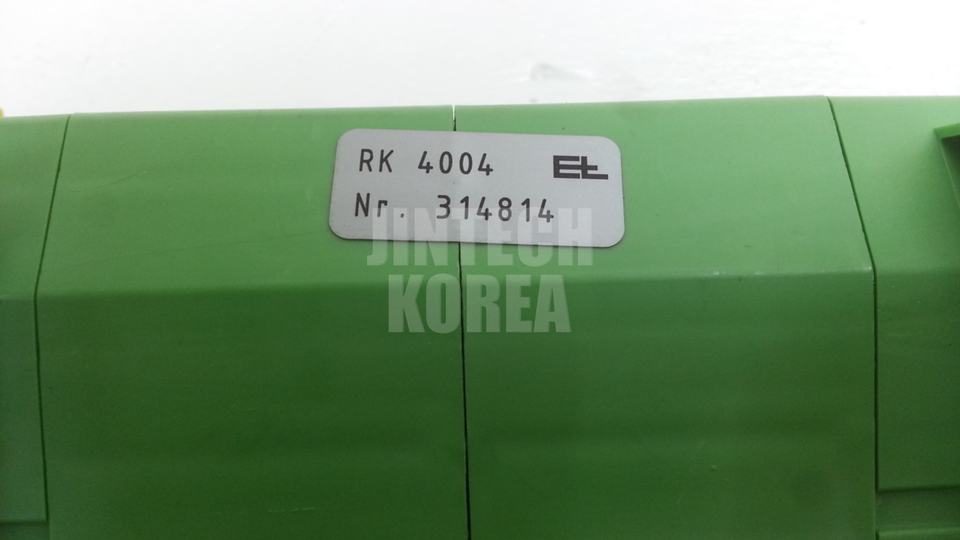 RK 4004 E+L
Nr. 314814
JINTECH
KOREA